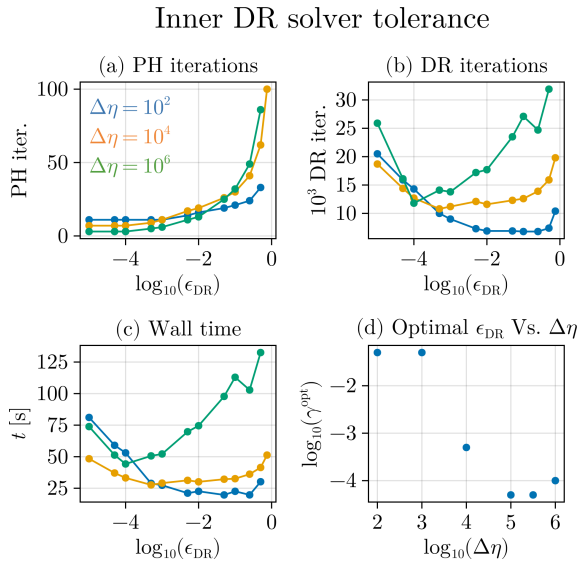 Inner DR solver tolerance
(a) PH iterations
100
50
0
PH iter.
Δη = 10²
Δη = 10⁴
Δη = 10⁶
−4
−2
0
log₁₀(ϵ_DR)
(b) DR iterations
30
25
20
15
10
10³ DR iter.
−4
−2
0
log₁₀(ϵ_DR)
(c) Wall time
125
100
75
50
25
t [s]
−4
−2
0
log₁₀(ϵ_DR)
(d) Optimal ϵ_DR Vs. Δη
−2
−3
−4
log₁₀(γ^opt)
2
3
4
5
6
log₁₀(Δη)